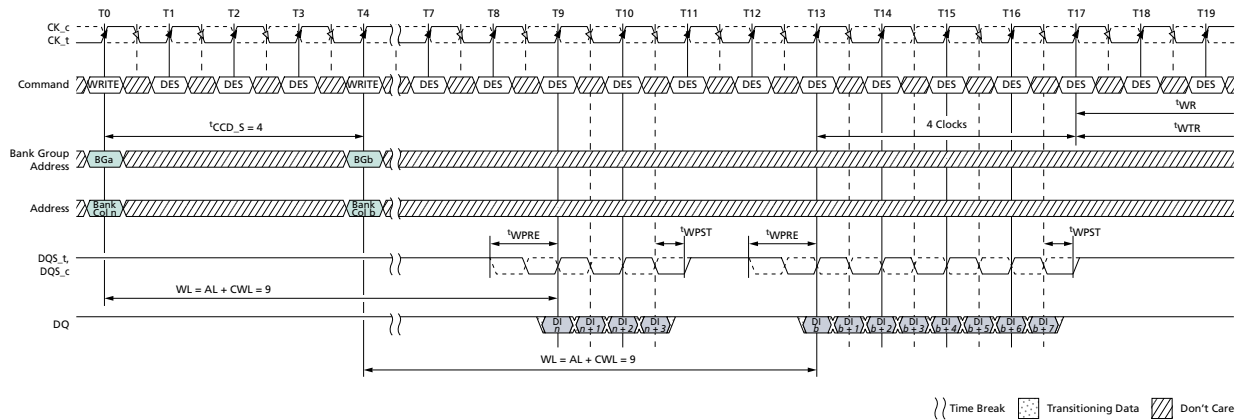 T0 T1 T2 T3 T4 T7 T8 T9 T10 T11 T12 T13 T14 T15 T16 T17 T18 T19
CK_c
CK_t
Command WRITE DES DES DES WRITE DES DES DES DES DES DES DES DES DES DES DES DES DES
tWR
tCCD_S = 4 4 Clocks tWTR
Bank Group
Address BGa BGb
Address Bank
Col n Bank
Col b
tWPRE tWPST tWPRE tWPST
DQS_t,
DQS_c
WL = AL + CWL = 9
DQ DI
n DI
n + 1 DI
n + 2 DI
n + 3 DI
b DI
b + 1 DI
b + 2 DI
b + 3 DI
b + 4 DI
b + 5 DI
b + 6 DI
b + 7
WL = AL + CWL = 9
Time Break Transitioning Data Don't Care